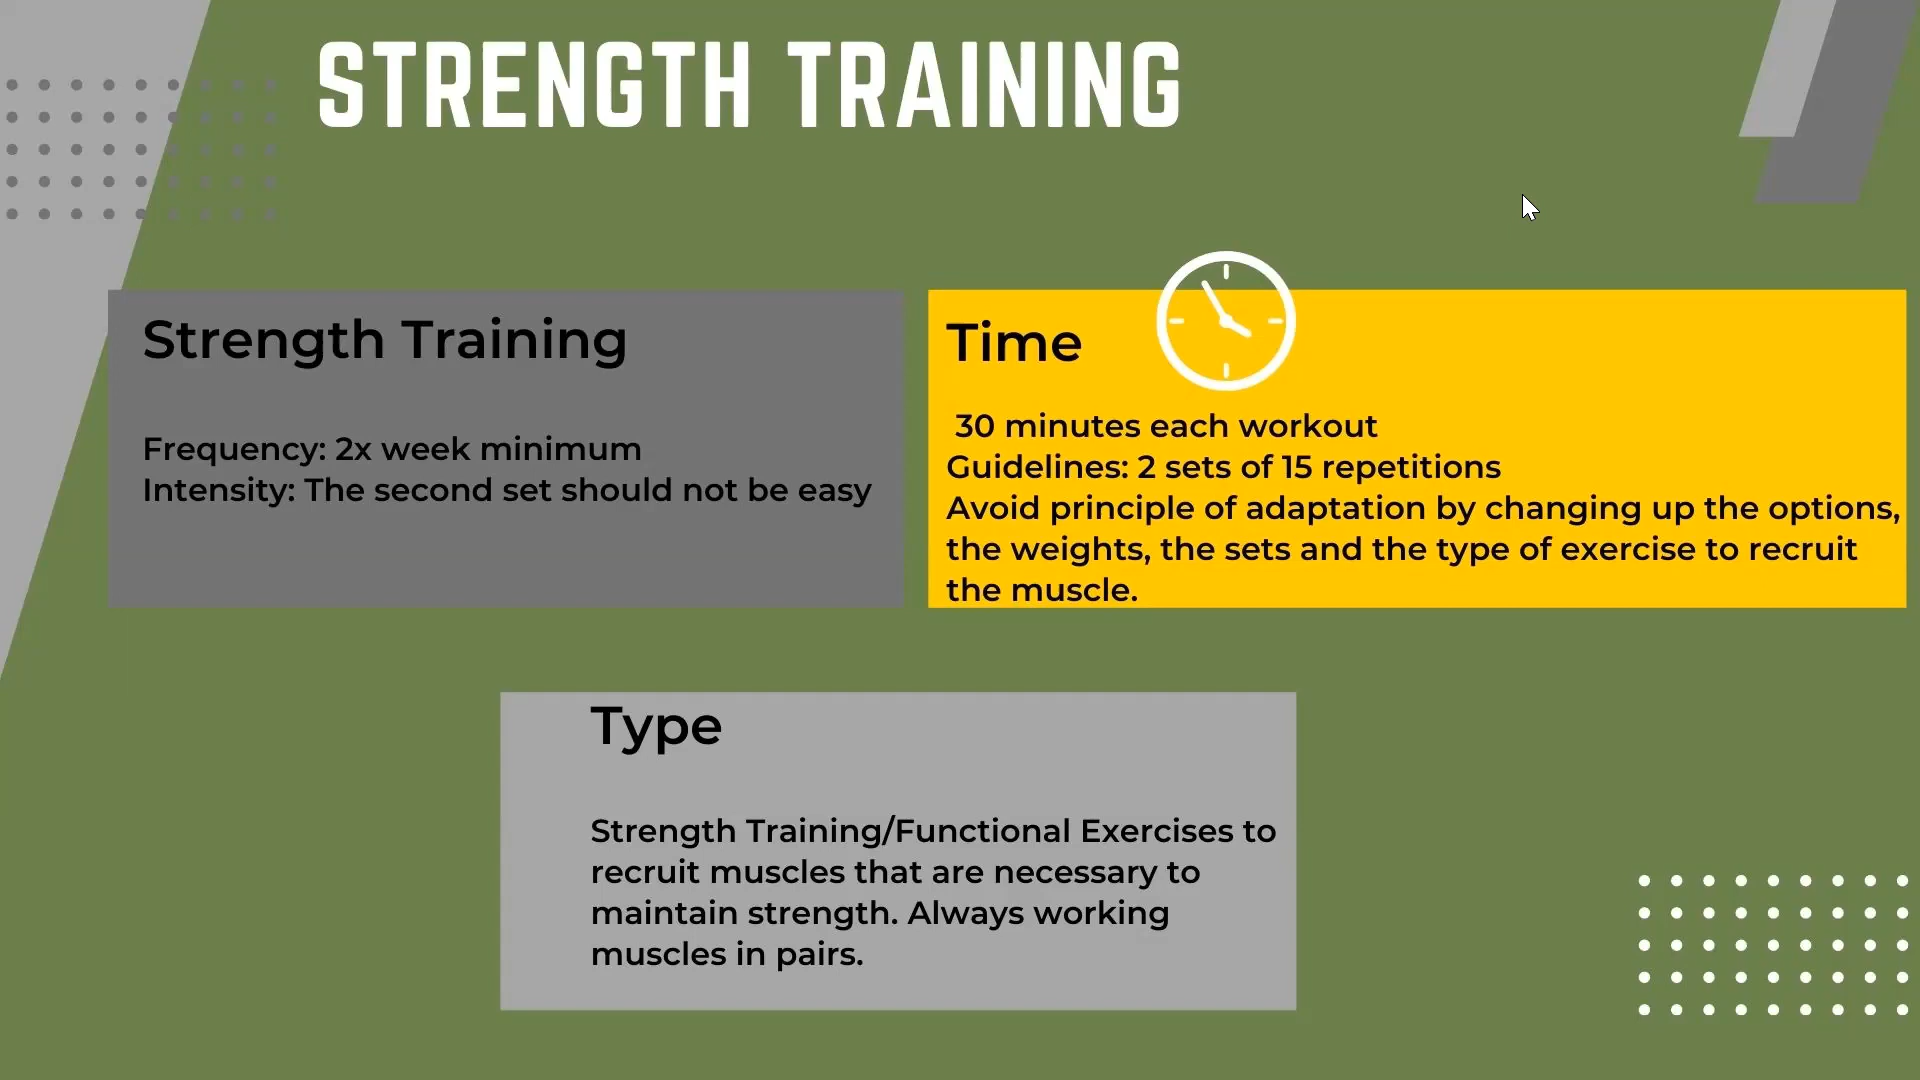 STRENGTH TRAINING
Strength Training
Frequency: 2x week minimum
Intensity: The second set should not be easy
Time
30 minutes each workout
Guidelines: 2 sets of 15 repetitions
Avoid principle of adaptation by changing up the options,
the weights, the sets and the type of exercise to recruit
the muscle.
Type
Strength Training/Functional Exercises to
recruit muscles that are necessary to
maintain strength. Always working
muscles in pairs.